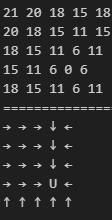 21 20 18 15 18
20 18 15 11 15
18 15 11 6 11
15 11 6 0 6
18 15 11 6 11
==============
→ → → ↓ ←
→ → → ↓ ←
→ → → ↓ ←
→ → → U ←
↑ ↑ ↑ ↑ ↑